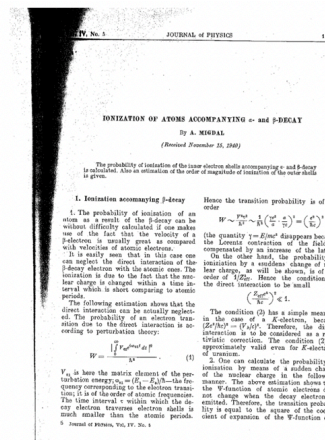 IV, No. 5 JOURNAL of PHYSICS 1
IONIZATION OF ATOMS ACCOMPANYING α- AND β-DECAY
By A. MIGDAL
(Received November 15, 1940)
The probability of ionization of the inner electron shells accompanying α- and β-decay
is calculated. Also an estimation of the order of magnitude of ionization of the outer shells
is given.
1. Ionization accompanying β-decay
1. The probability of ionization of an
atom as a result of the β-decay can be
without difficulty calculated if one makes
use of the fact that the velocity of a
β-electron is usually great as compared
with velocities of atomic electrons.
It is easily seen that in this case one
can neglect the direct interaction of the
β-decay electron with the atomic ones. The
ionization is due to the fact that the nuc-
lear charge is changed within a time in-
terval which is short comparing to atomic
periods.
The following estimation shows that the
direct interaction can be actually neglect-
ed. The probability of an electron tran-
sition due to the direct interaction is ac-
cording to perturbation theory:
W = (1)
V₀₁ is here the matrix element of the per-
turbation energy; ω₀₁ = (E₁ — E₀)/ħ—the fre-
quency corresponding to the electron transi-
tion; it is of the order of atomic frequencies.
The time interval τ within which the de-
cay electron traverses electron shells is
much smaller than the atomic periods.
5 Journal of Physics, Vol. IV, No. 5
Hence the transition probability is of
order
W ~
(the quantity γ = E/mc² disappears bec
the Lorentz contraction of the field
compensated by an increase of the lat
On the other hand, the probability
ionization by a suddens change of
lear charge, as will be shown, is of
order of 1/Z²eff. Hence the condition
the direct interaction to be small
≪ 1.
The condition (2) has a simple mean
in the case of a K-electron, bec
(Ze²/ħc)² = (V_K/c)². Therefore, the di
interaction to be considered as a r
tivistic correction. The condition (2
approximately valid even for K-elect
of uranium.
2. One can calculate the probability
ionization by means of a sudden cha
of the nuclear charge in the follow
manner. The above estimation shows t
the Ψ-function of atomic electrons
not change when the decay electron
emitted. Therefore, the transition prob
lity is equal to the square of the coe
cient of expansion of the Ψ-function